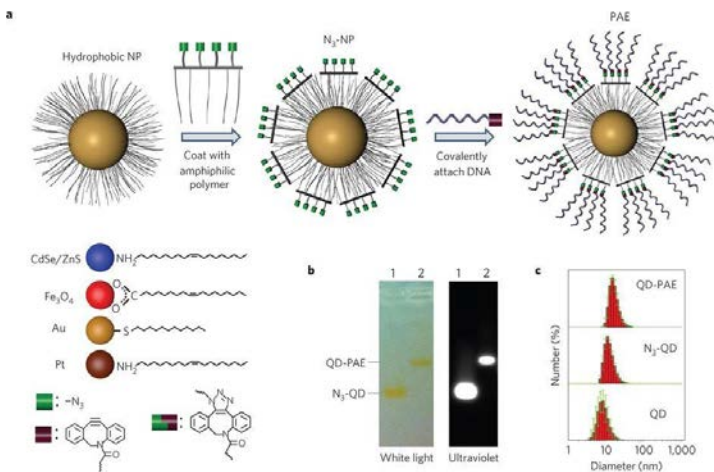 a
Hydrophobic NP
Coat with
amphiphilic
polymer
N₃-NP
Covalently
attach DNA
PAE
CdSe/ZnS
NH₂
Fe₃O₄
O
C
O
Au
S
Pt
NH₂
: –N₃
:
N
O
:
N
N
N
N
O
b
1 2 1 2
QD-PAE
N₃-QD
White light Ultraviolet
c
QD-PAE
N₃-QD
QD
Number (%)
1 10 100 1,000
Diameter (nm)